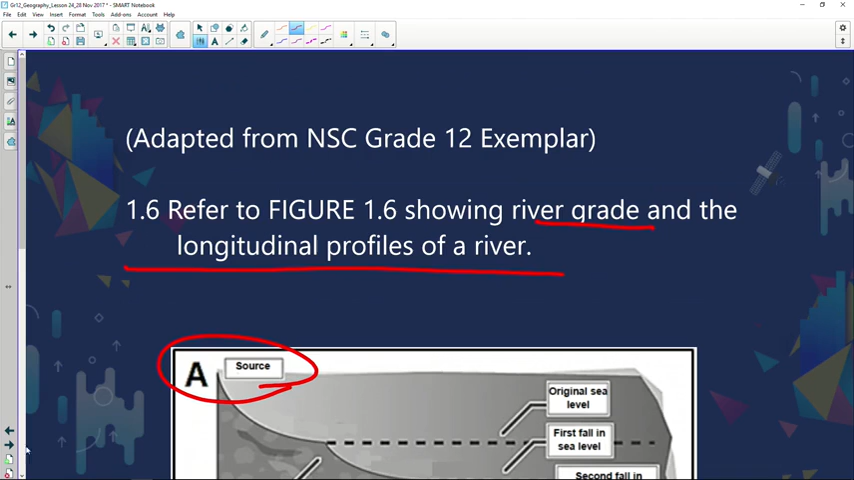 Gr12_Geography_Lesson 24_28 Nov 2017 * - SMART Notebook
File Edit View Insert Format Tools Add-ons Account Help
(Adapted from NSC Grade 12 Exemplar)
1.6 Refer to FIGURE 1.6 showing river grade and the
longitudinal profiles of a river.
A
Source
Original sea
level
First fall in
sea level
Second fall in